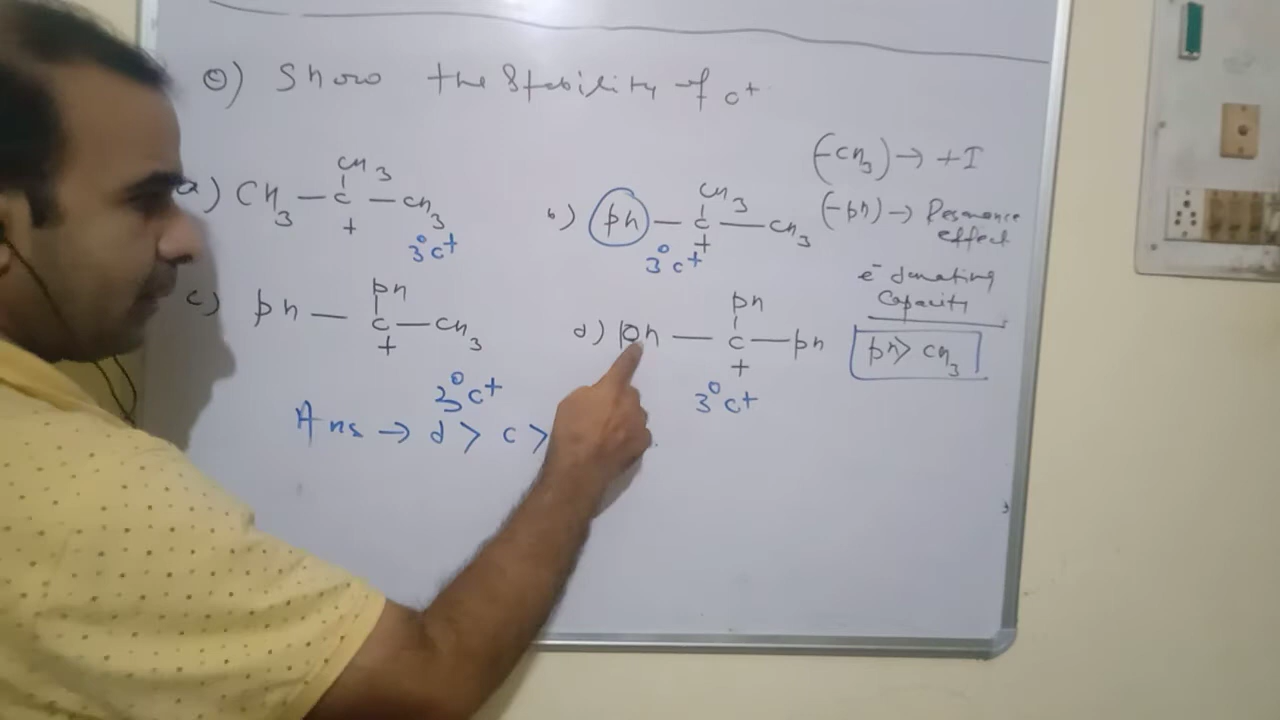 Q) Show the Stability of C+
CH3
a) CH3 — C — CH3
+
3° C+
CH3
b) ph — C — CH3
+
3° C+
(-CH3) → +I
(-ph) → Resonance
effect
e- donating
Capacity
ph > CH3
ph
c) ph — C — CH3
+
3° C+
ph
d) ph — C — ph
+
3° C+
Ans → d > c >